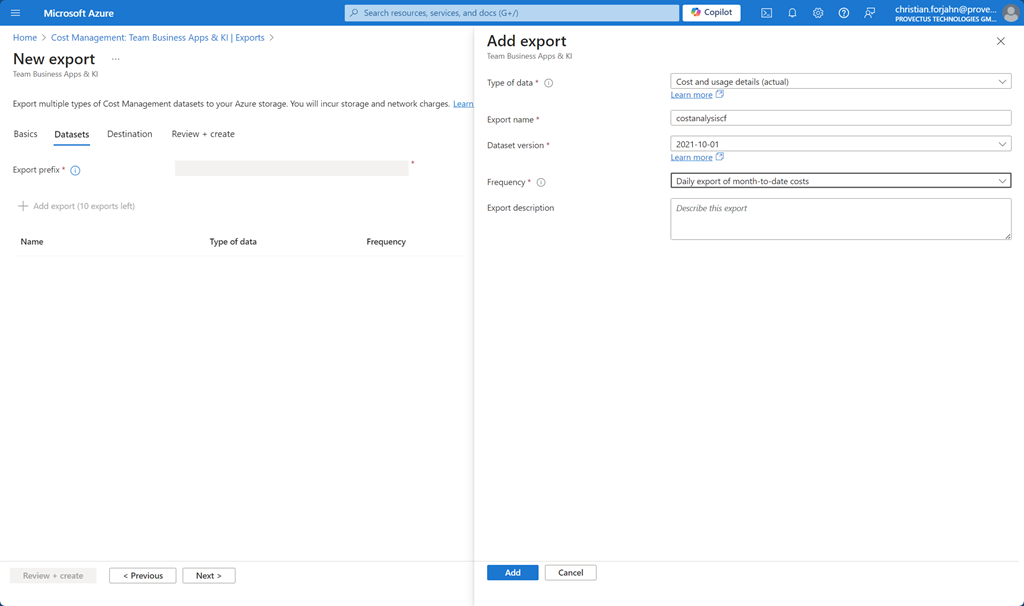 Microsoft Azure
Search resources, services, and docs (G+/)
Copilot
christian.forjahn@prove...
PROVECTUS TECHNOLOGIES GM...
Home > Cost Management: Team Business Apps & KI | Exports >
New export ...
Team Business Apps & KI
Export multiple types of Cost Management datasets to your Azure storage. You will incur storage and network charges. Learn
Basics Datasets Destination Review + create
Export prefix *
*
Add export (10 exports left)
Name Type of data Frequency
Review + create < Previous Next >
Add export
Team Business Apps & KI
Type of data * Cost and usage details (actual)
Learn more
Export name * costanalysiscf
Dataset version * 2021-10-01
Learn more
Frequency * Daily export of month-to-date costs
Export description Describe this export
Add Cancel